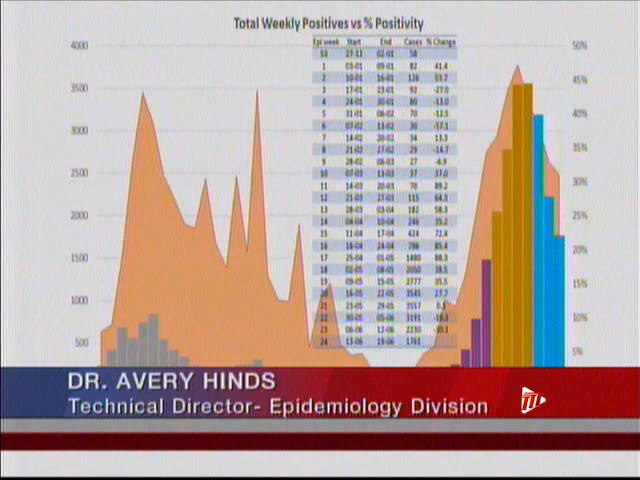 Total Weekly Positives vs % Positivity
Epi week Start End Cases % Change
53 27-12 02-01 58
1 03-01 09-01 82 41.4
2 10-01 16-01 126 53.7
3 17-01 23-01 92 -27.0
4 24-01 30-01 80 -13.0
5 31-01 06-02 70 -12.5
6 07-02 13-02 30 -57.1
7 14-02 20-02 34 13.3
8 21-02 27-02 29 -14.7
9 28-02 06-03 27 -6.9
10 07-03 13-03 37 37.0
11 14-03 20-03 70 89.2
12 21-03 27-03 115 64.3
13 28-03 03-04 182 58.3
14 04-04 10-04 246 35.2
15 11-04 17-04 424 72.4
16 18-04 24-04 786 85.4
17 25-04 01-05 1480 88.3
18 02-05 08-05 2050 38.5
19 09-05 15-05 2777 35.5
20 16-05 22-05 3545 27.7
21 23-05 29-05 3557 0.3
22 30-05 05-06 3191
23 06-06 12-06 2230
24 13-06 19-06 1761
4000
3500
3000
2500
2000
1500
1000
500
50%
45%
40%
35%
30%
25%
20%
15%
10%
5%
DR. AVERY HINDS
Technical Director- Epidemiology Division